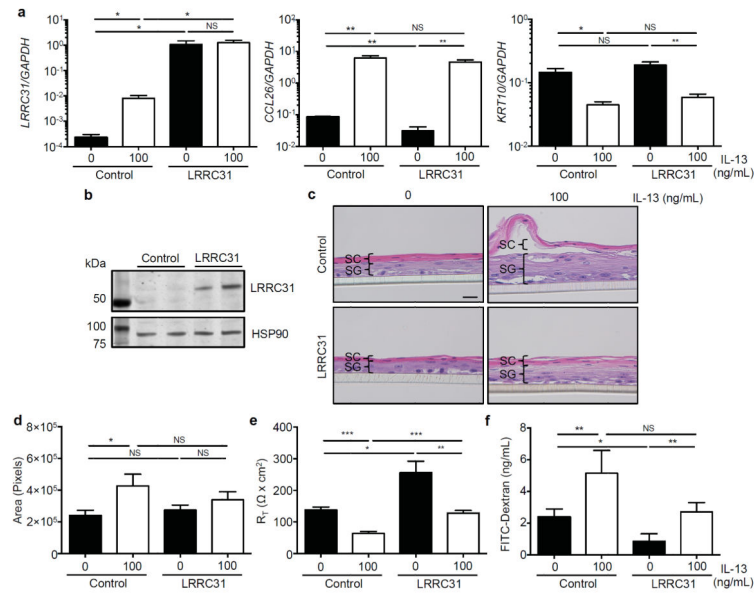 a
LRRC31/GAPDH
10¹
10⁰
10⁻¹
10⁻²
10⁻³
10⁻⁴
*
*
*
NS
0 100 0 100
Control LRRC31
CCL26/GAPDH
10²
10¹
10⁰
10⁻¹
10⁻²
** NS
**
**
0 100 0 100
Control LRRC31
KRT10/GAPDH
10⁰
10⁻¹
10⁻²
* NS
NS **
0 100 0 100 IL-13
Control LRRC31 (ng/mL)
b
Control LRRC31
kDa
50
LRRC31
100
75
HSP90
c
0 100 IL-13 (ng/mL)
Control
SC
SG
SC
SG
LRRC31
SC
SG
SC
SG
d
Area (Pixels)
8×10⁵
6×10⁵
4×10⁵
2×10⁵
0
* NS
NS NS
0 100 0 100
Control LRRC31
e
R_T (Ω x cm²)
400
300
200
100
0
*** ***
* **
0 100 0 100
Control LRRC31
f
FITC-Dextran (ng/mL)
8
6
4
2
0
** NS
* **
0 100 0 100 IL-13
Control LRRC31 (ng/mL)